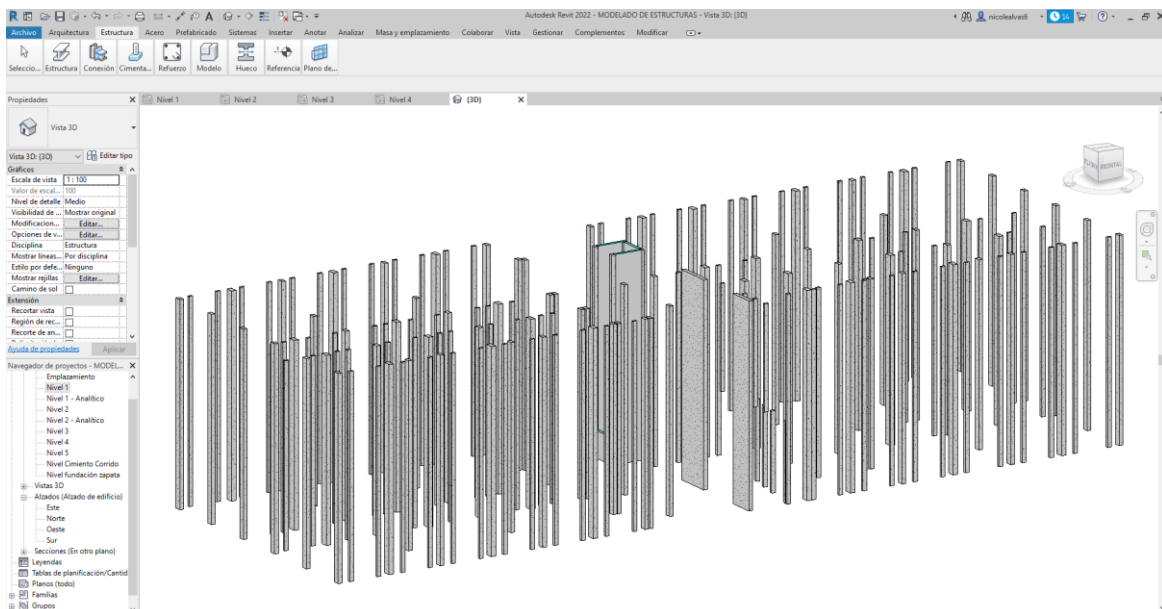 Autodesk Revit 2022 - MODELADO DE ESTRUCTURAS - Vista 3D: {3D}
nicolealvasti
14
Archivo Arquitectura Estructura Acero Prefabricado Sistemas Insertar Anotar Analizar Masa y emplazamiento Colaborar Vista Gestionar Complementos Modificar
Seleccio... Estructura Conexión Cimenta... Refuerzo Modelo Hueco Referencia Plano de...
Propiedades
Nivel 1 Nivel 2 Nivel 3 Nivel 4 {3D}
Vista 3D
Vista 3D: {3D} Editar tipo
Gráficos
Escala de vista 1 : 100
Valor de escal... 100
Nivel de detalle Medio
Visibilidad de ... Mostrar original
Modificacion... Editar...
Opciones de v... Editar...
Disciplina Estructura
Mostrar líneas... Por disciplina
Estilo por defe... Ninguno
Mostrar rejillas Editar...
Camino de sol
Extensión
Recortar vista
Región de rec...
Recorte de an...
Ayuda de propiedades Aplicar
Navegador de proyectos - MODEL...
Emplazamiento
Nivel 1
Nivel 1 - Analítico
Nivel 2
Nivel 2 - Analítico
Nivel 3
Nivel 4
Nivel 5
Nivel Cimiento Corrido
Nivel fundación zapata
Vistas 3D
Alzados (Alzado de edificio)
Este
Norte
Oeste
Sur
Secciones (En otro plano)
Leyendas
Tablas de planificación/Cantid
Planos (todo)
Familias
Grupos
FRONTAL